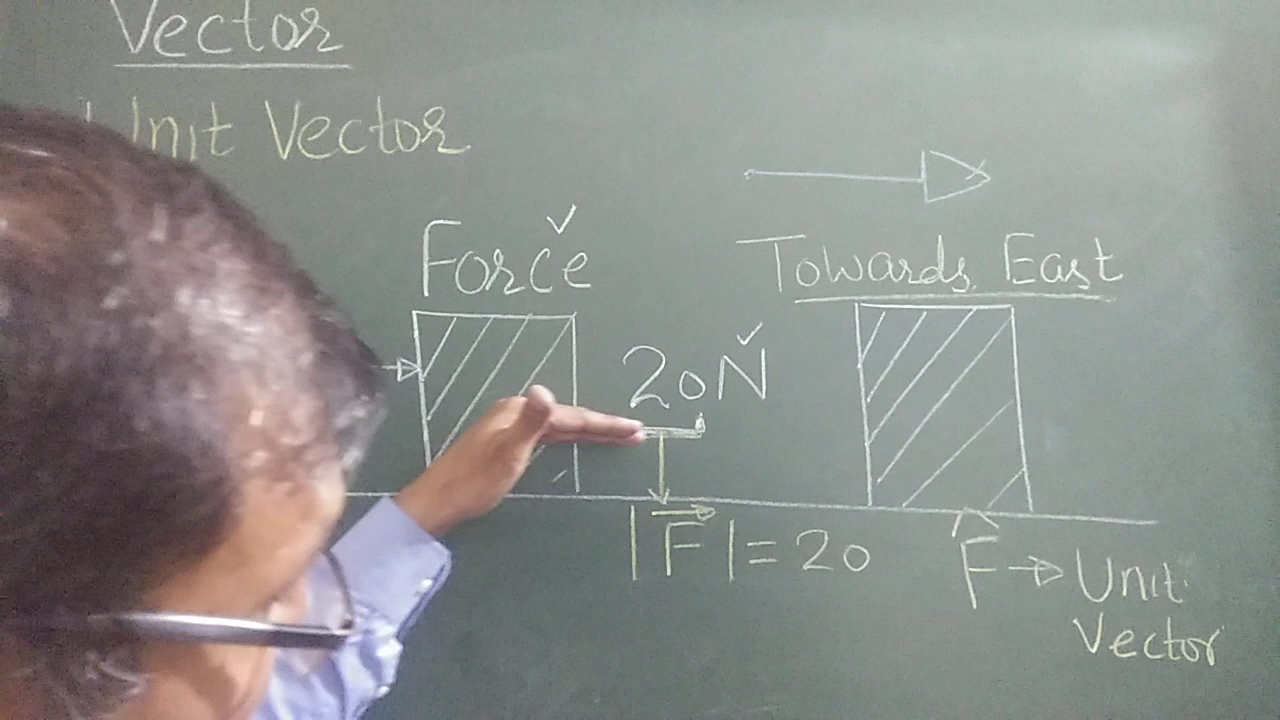 Vector
Unit Vector
Force
Towards East
20N
|F⃗| = 20
F̂ → Unit
Vector